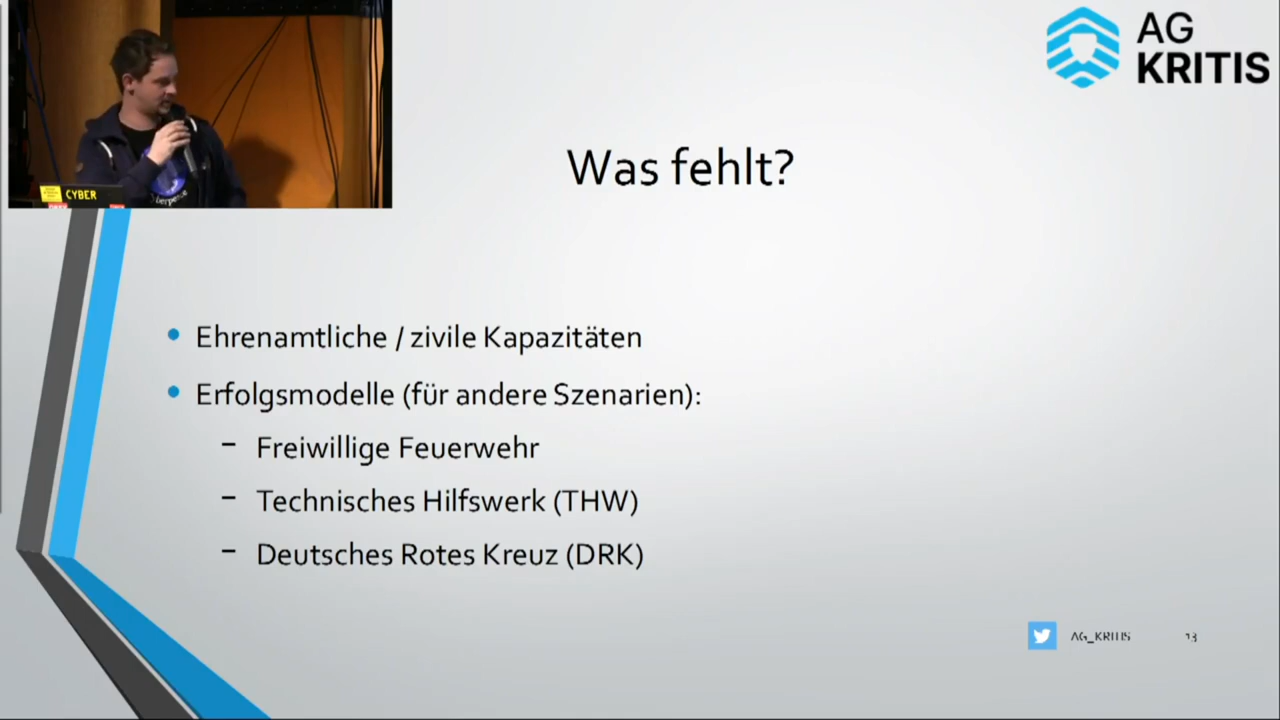 AG
KRITIS
Was fehlt?
CYBER
• Ehrenamtliche / zivile Kapazitäten
• Erfolgsmodelle (für andere Szenarien):
– Freiwillige Feuerwehr
– Technisches Hilfswerk (THW)
– Deutsches Rotes Kreuz (DRK)
AG_KRITIS
13